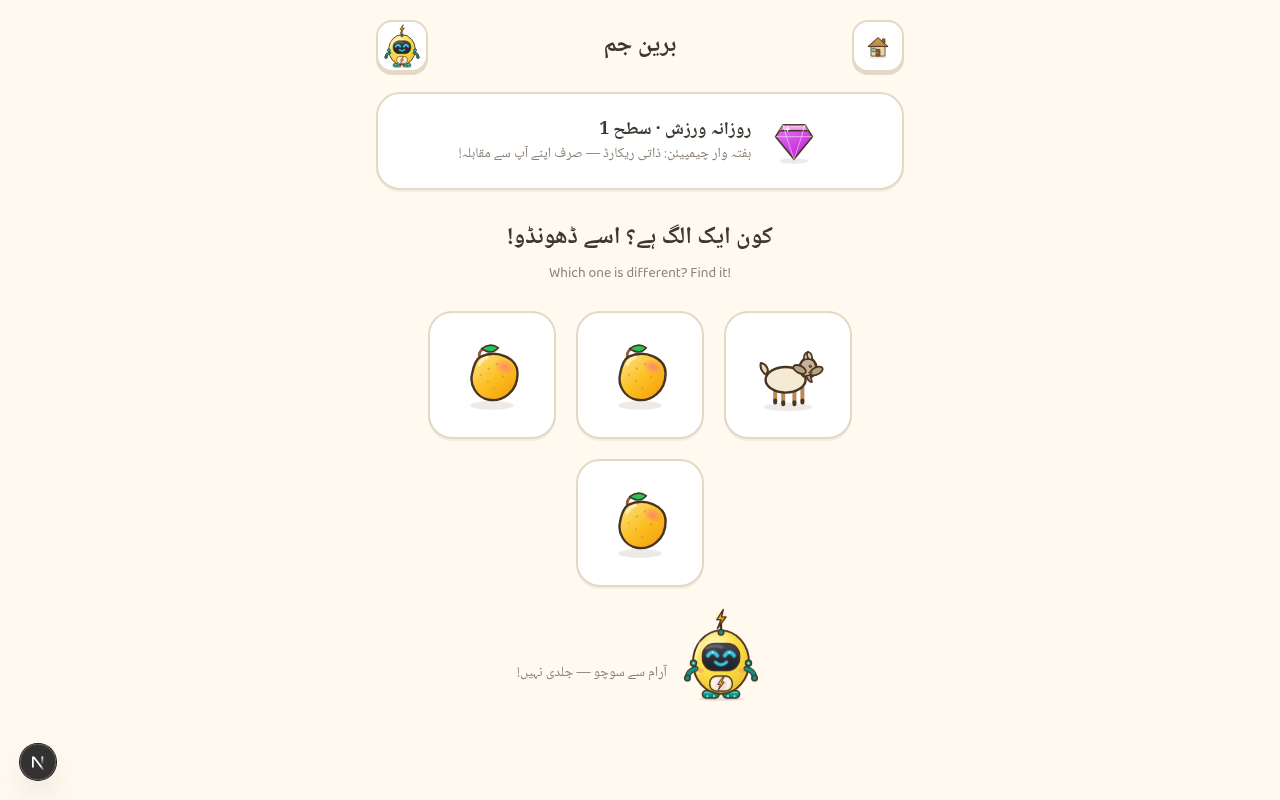 برین جم
روزانہ ورزش · سطح 1
ہفتہ وار چیمپیئن: ذاتی ریکارڈ — صرف اپنے آپ سے مقابلہ!
کون ایک الگ ہے؟ اسے ڈھونڈو!
Which one is different? Find it!
آرام سے سوچو — جلدی نہیں!
N